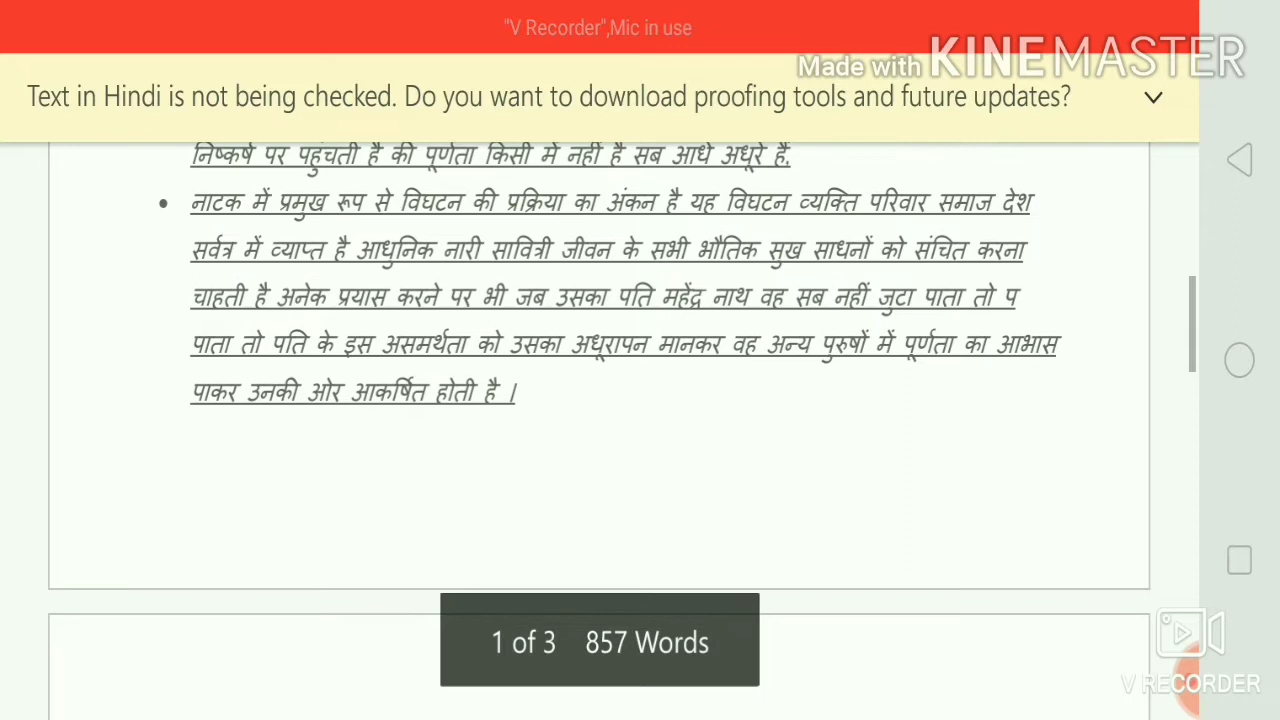 "V Recorder",Mic in use
Made with KINEMASTER
Text in Hindi is not being checked. Do you want to download proofing tools and future updates?
निष्कर्ष पर पहुंचती है की पूर्णता किसी में नहीं है सब आधे अधूरे हैं.
• नाटक में प्रमुख रूप से विघटन की प्रक्रिया का अंकन है यह विघटन व्यक्ति परिवार समाज देश
सर्वत्र में व्याप्त है आधुनिक नारी सावित्री जीवन के सभी भौतिक सुख साधनों को संचित करना
चाहती है अनेक प्रयास करने पर भी जब उसका पति महेंद्र नाथ वह सब नहीं जुटा पाता तो प
पाता तो पति के इस असमर्थता को उसका अधूरापन मानकर वह अन्य पुरुषों में पूर्णता का आभास
पाकर उनकी ओर आकर्षित होती है ।
1 of 3 857 Words
V RECORDER